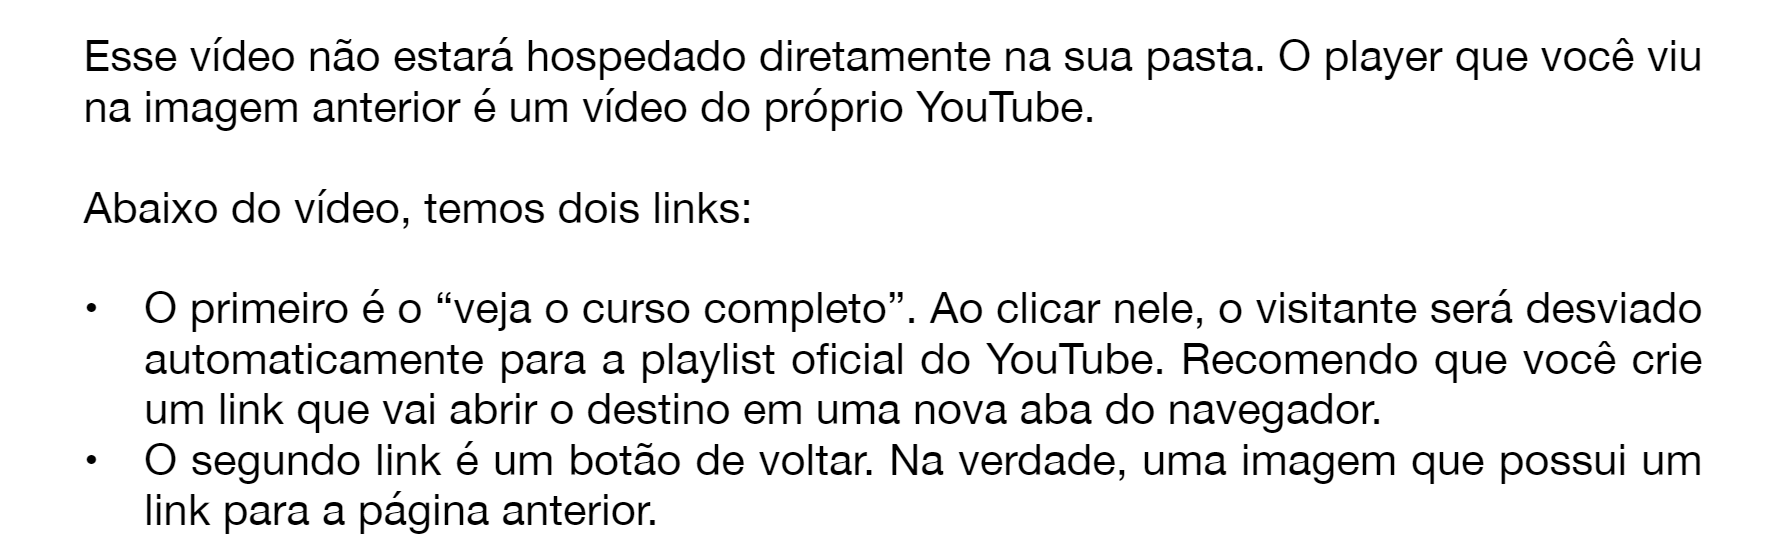 Esse vídeo não estará hospedado diretamente na sua pasta. O player que você viu
na imagem anterior é um vídeo do próprio YouTube.
Abaixo do vídeo, temos dois links:
• O primeiro é o “veja o curso completo”. Ao clicar nele, o visitante será desviado
automaticamente para a playlist oficial do YouTube. Recomendo que você crie
um link que vai abrir o destino em uma nova aba do navegador.
• O segundo link é um botão de voltar. Na verdade, uma imagem que possui um
link para a página anterior.